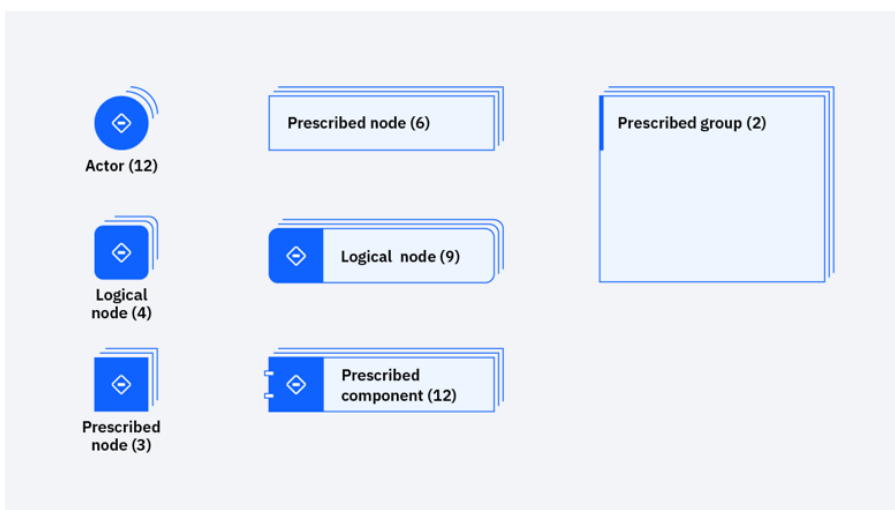 Actor (12)
Prescribed node (6)
Prescribed group (2)
Logical
node (4)
Logical node (9)
Prescribed
node (3)
Prescribed
component (12)